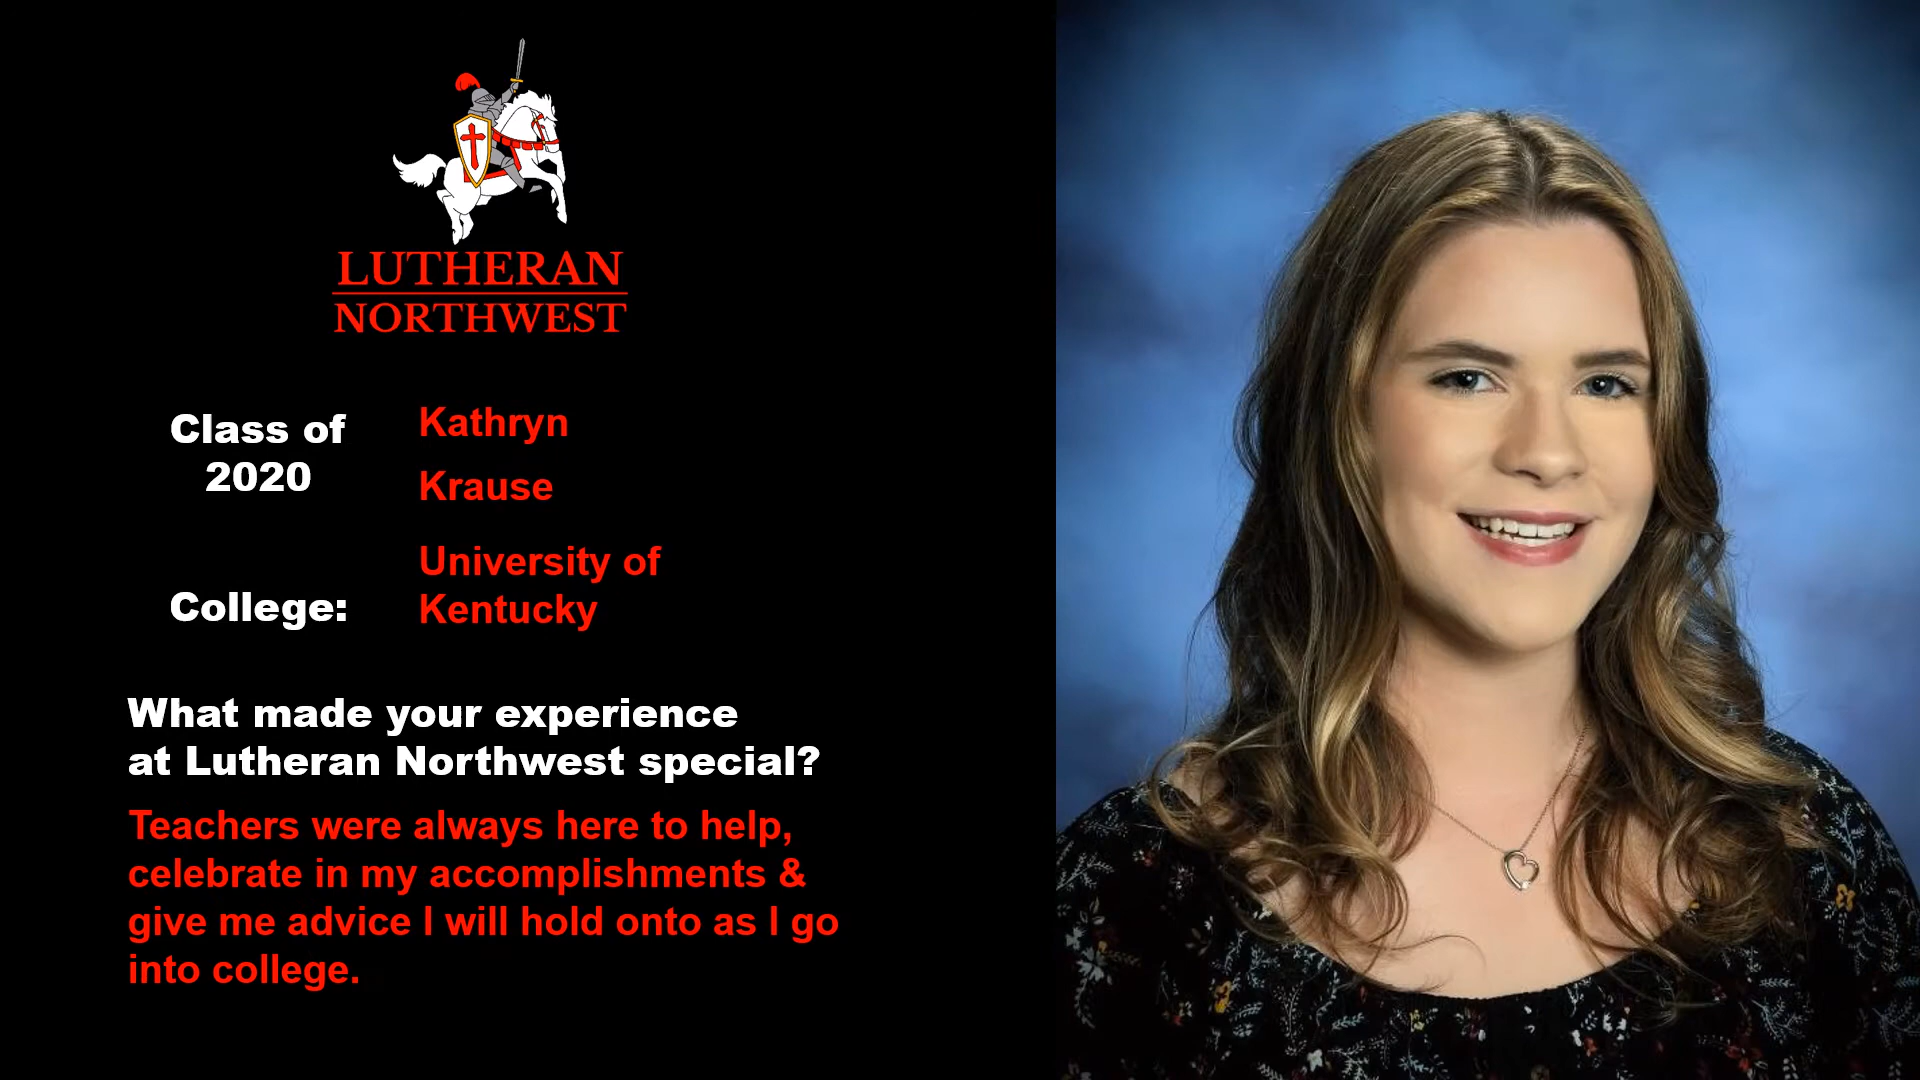 LUTHERAN
NORTHWEST
Class of
2020
Kathryn
Krause
College:
University of
Kentucky
What made your experience
at Lutheran Northwest special?
Teachers were always here to help,
celebrate in my accomplishments &
give me advice I will hold onto as I go
into college.